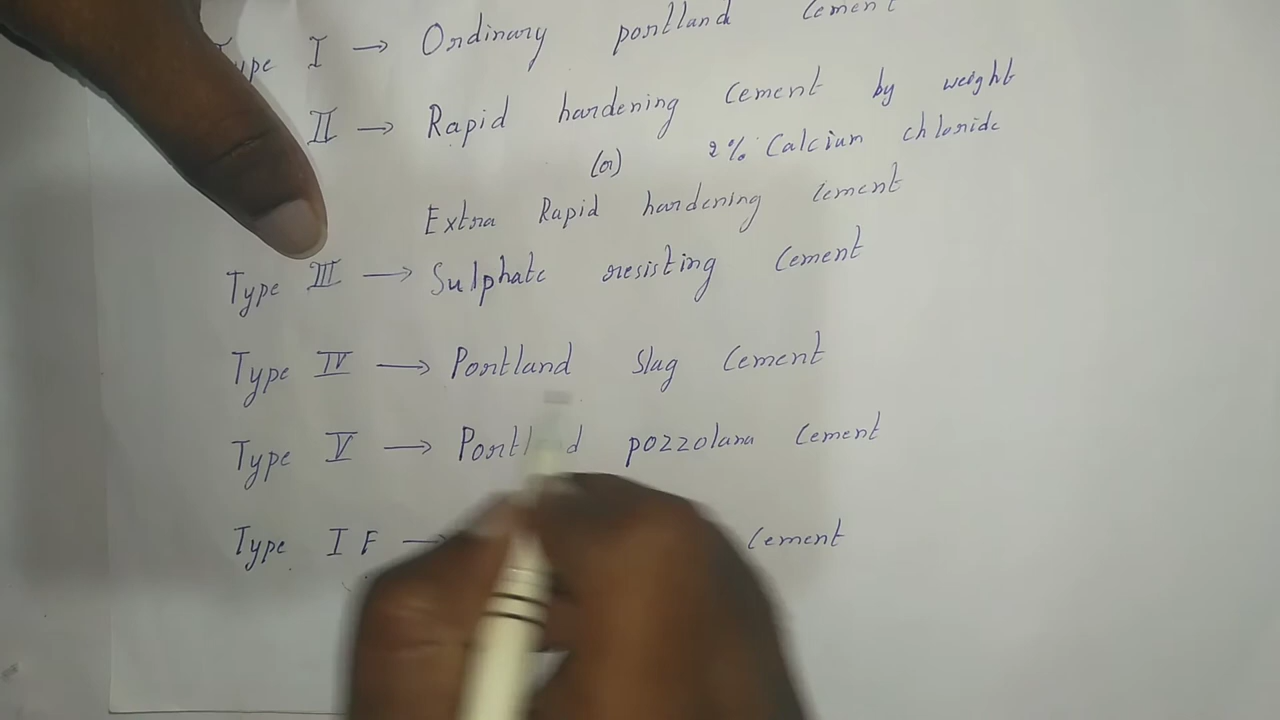 Type I → Ordinary portland cement
II → Rapid hardening cement by weight
(or) 2% Calcium chloride
Extra Rapid hardening cement
Type III → Sulphate resisting cement
Type IV → Portland Slag cement
Type V → pozzolana cement
Type I F → cement